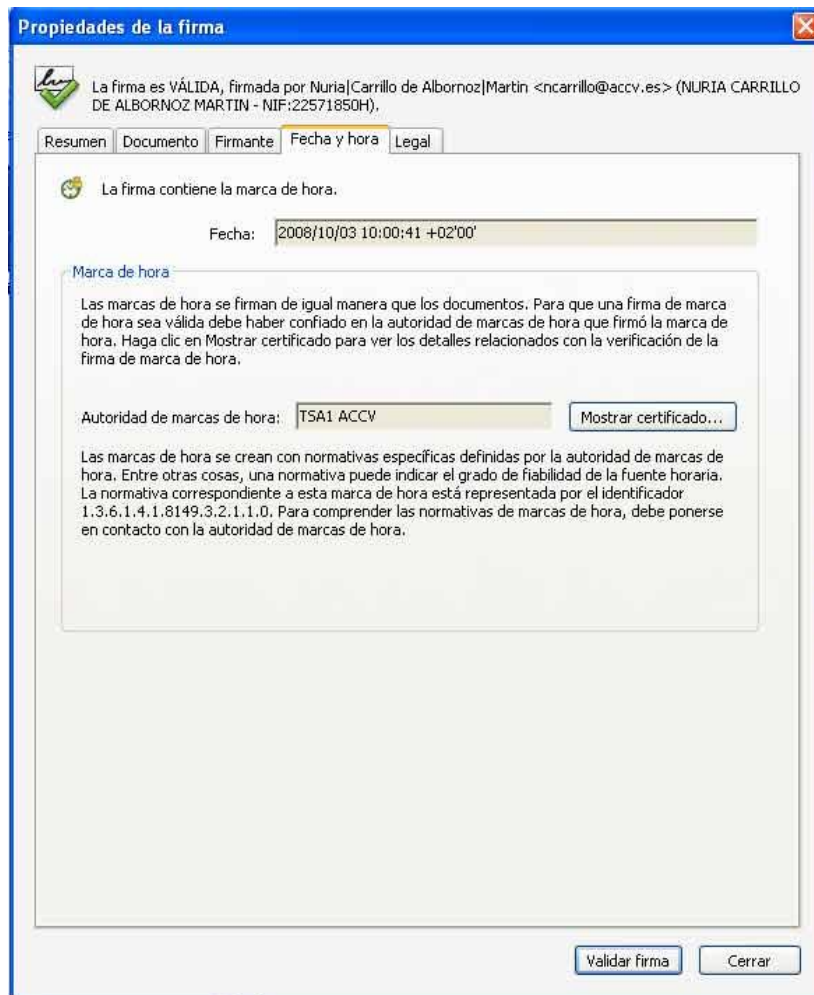 Propiedades de la firma
La firma es VÁLIDA, firmada por Nuria|Carrillo de Albornoz|Martin <ncarrillo@accv.es> (NURIA CARRILLO
DE ALBORNOZ MARTIN - NIF:22571850H).
Resumen Documento Firmante Fecha y hora Legal
La firma contiene la marca de hora.
Fecha: 2008/10/03 10:00:41 +02'00'
Marca de hora
Las marcas de hora se firman de igual manera que los documentos. Para que una firma de marca
de hora sea válida debe haber confiado en la autoridad de marcas de hora que firmó la marca de
hora. Haga clic en Mostrar certificado para ver los detalles relacionados con la verificación de la
firma de marca de hora.
Autoridad de marcas de hora: TSA1 ACCV Mostrar certificado...
Las marcas de hora se crean con normativas específicas definidas por la autoridad de marcas de
hora. Entre otras cosas, una normativa puede indicar el grado de fiabilidad de la fuente horaria.
La normativa correspondiente a esta marca de hora está representada por el identificador
1.3.6.1.4.1.8149.3.2.1.1.0. Para comprender las normativas de marcas de hora, debe ponerse
en contacto con la autoridad de marcas de hora.
Validar firma Cerrar